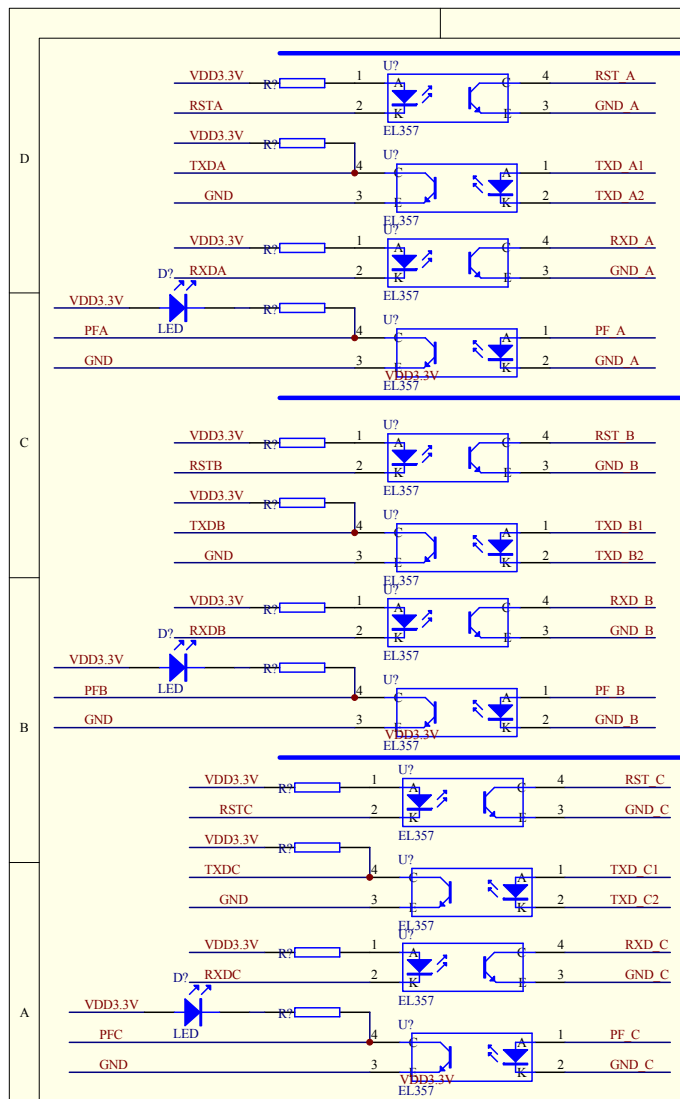 U?
VDD3.3V R? 1 A C 4 RST_A
RSTA 2 K E 3 GND_A
EL357
VDD3.3V R? U?
TXDA 4 C A 1 TXD_A1
GND 3 E K 2 TXD_A2
EL357
U?
VDD3.3V R? 1 A C 4 RXD_A
D? RXDA 2 K E 3 GND_A
EL357
VDD3.3V LED R? U?
PFA 4 C A 1 PF_A
GND 3 E K 2 GND_A
VDD3.3V
EL357
U?
VDD3.3V R? 1 A C 4 RST_B
RSTB 2 K E 3 GND_B
EL357
VDD3.3V R? U?
TXDB 4 C A 1 TXD_B1
GND 3 E K 2 TXD_B2
EL357
U?
VDD3.3V R? 1 A C 4 RXD_B
D? RXDB 2 K E 3 GND_B
EL357
VDD3.3V LED R? U?
PFB 4 C A 1 PF_B
GND 3 E K 2 GND_B
VDD3.3V
EL357
U?
VDD3.3V R? 1 A C 4 RST_C
RSTC 2 K E 3 GND_C
EL357
VDD3.3V R? U?
TXDC 4 C A 1 TXD_C1
GND 3 E K 2 TXD_C2
EL357
U?
VDD3.3V R? 1 A C 4 RXD_C
D? RXDC 2 K E 3 GND_C
EL357
VDD3.3V LED R? U?
PFC 4 C A 1 PF_C
GND 3 E K 2 GND_C
VDD3.3V
EL357
D
C
B
A